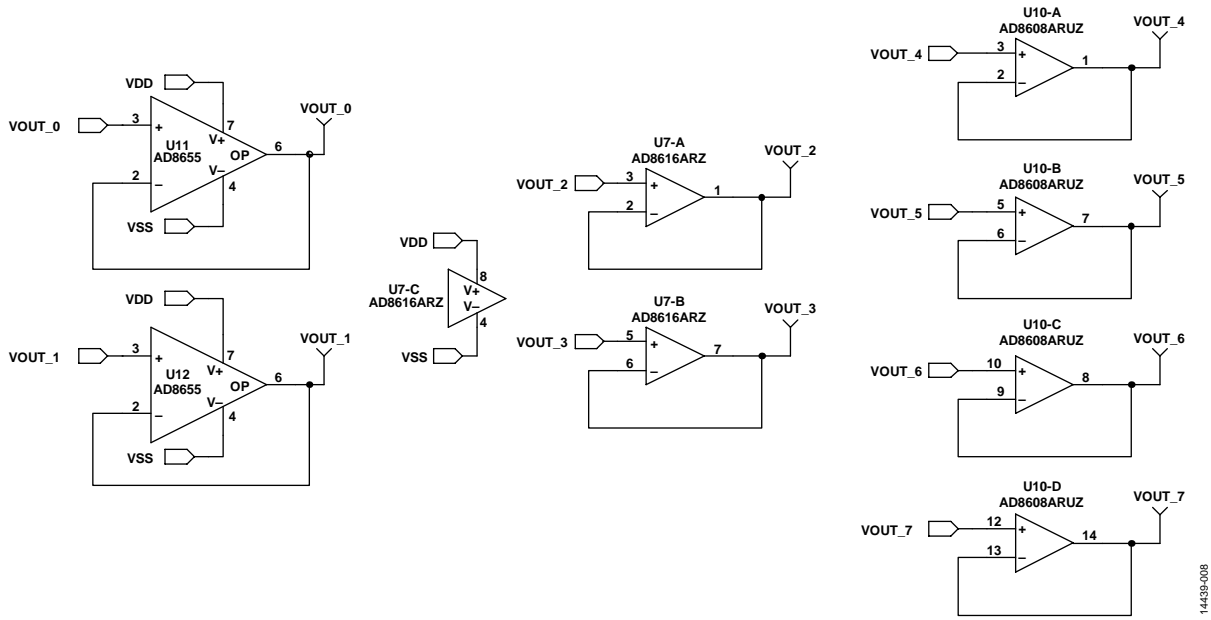 VDD
VOUT_0
3
+
7
V+
U11
AD8655
OP
6
VOUT_0
2
–
V–
4
VSS
VDD
VOUT_1
3
+
7
V+
U12
AD8655
OP
6
VOUT_1
2
–
V–
4
VSS
VDD
8
U7-C
AD8616ARZ
V+
V–
4
VSS
U7-A
AD8616ARZ
VOUT_2
3
+
1
VOUT_2
2
–
U7-B
AD8616ARZ
VOUT_3
5
+
7
VOUT_3
6
–
U10-A
AD8608ARUZ
VOUT_4
3
+
1
VOUT_4
2
–
U10-B
AD8608ARUZ
VOUT_5
5
+
7
VOUT_5
6
–
U10-C
AD8608ARUZ
VOUT_6
10
+
8
VOUT_6
9
–
U10-D
AD8608ARUZ
VOUT_7
12
+
14
VOUT_7
13
–
14439-008